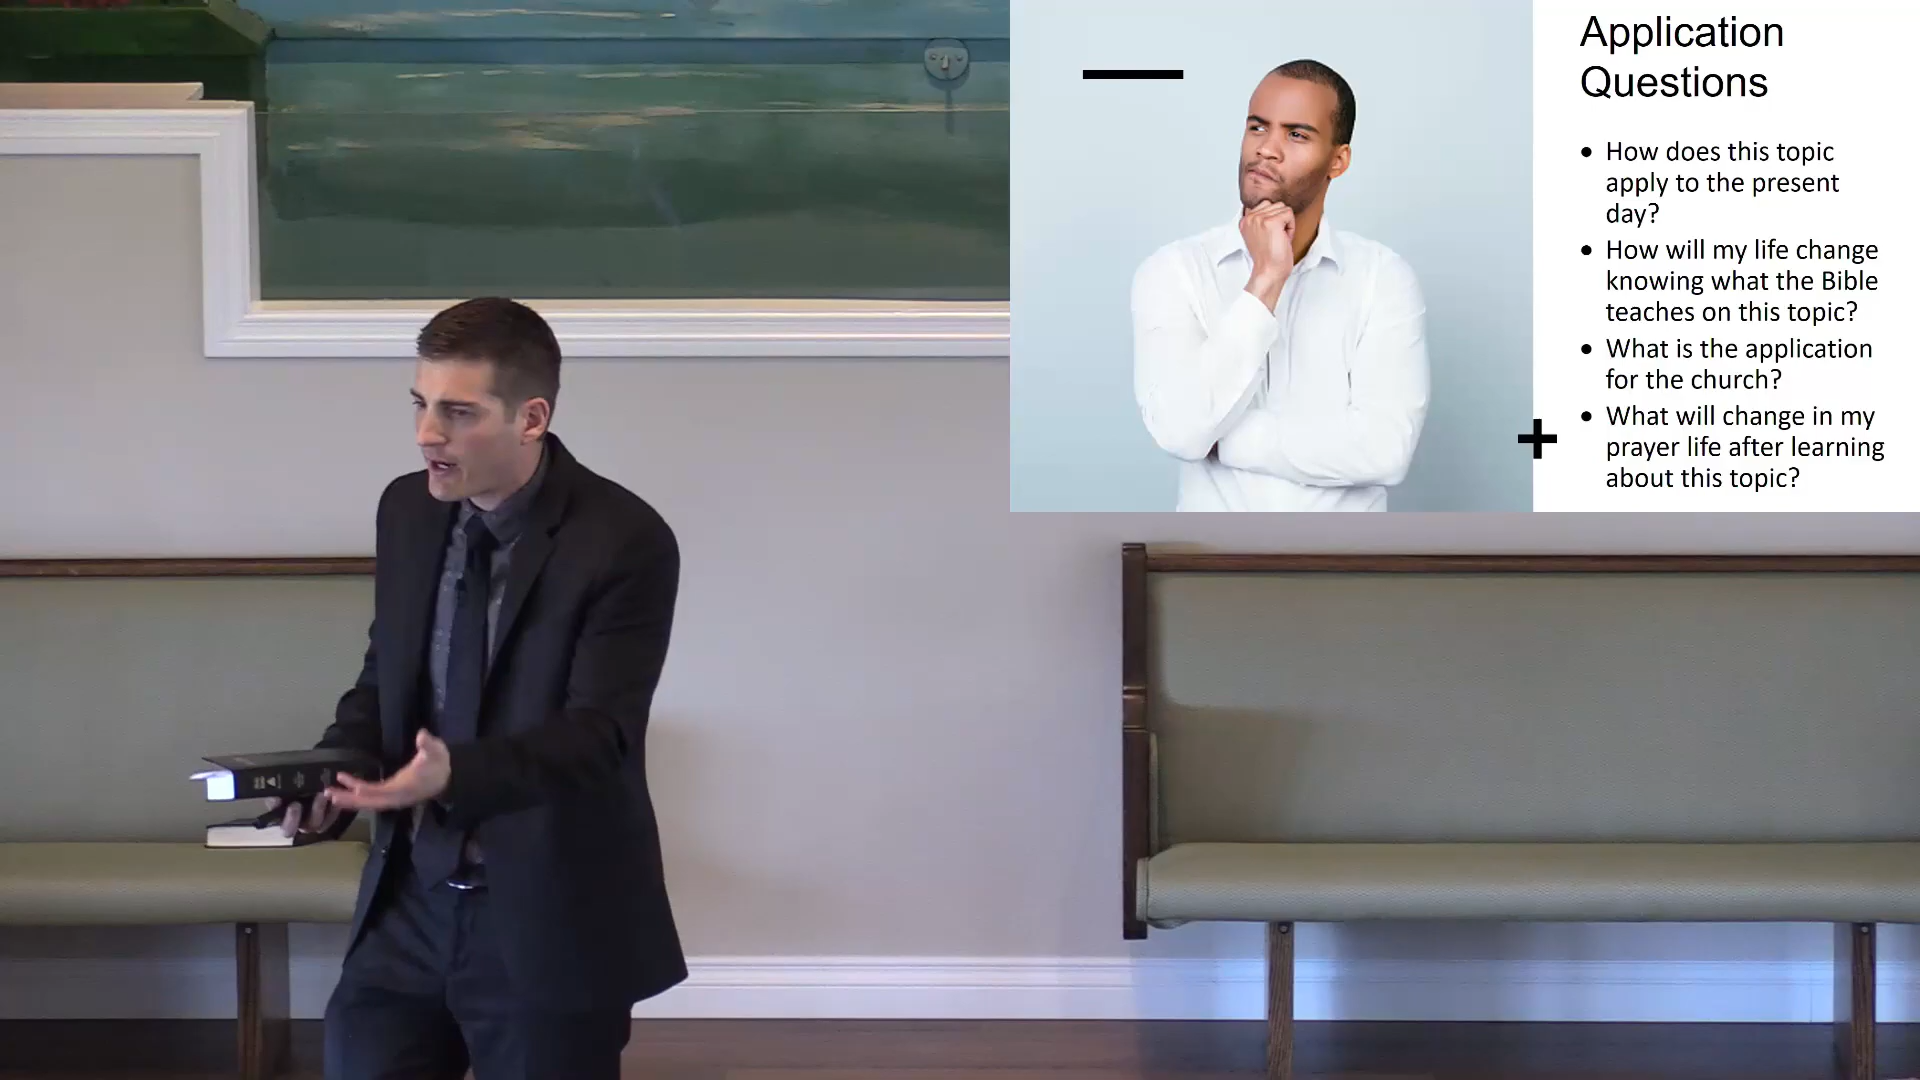 Application
Questions
• How does this topic
apply to the present
day?
• How will my life change
knowing what the Bible
teaches on this topic?
• What is the application
for the church?
• What will change in my
prayer life after learning
about this topic?